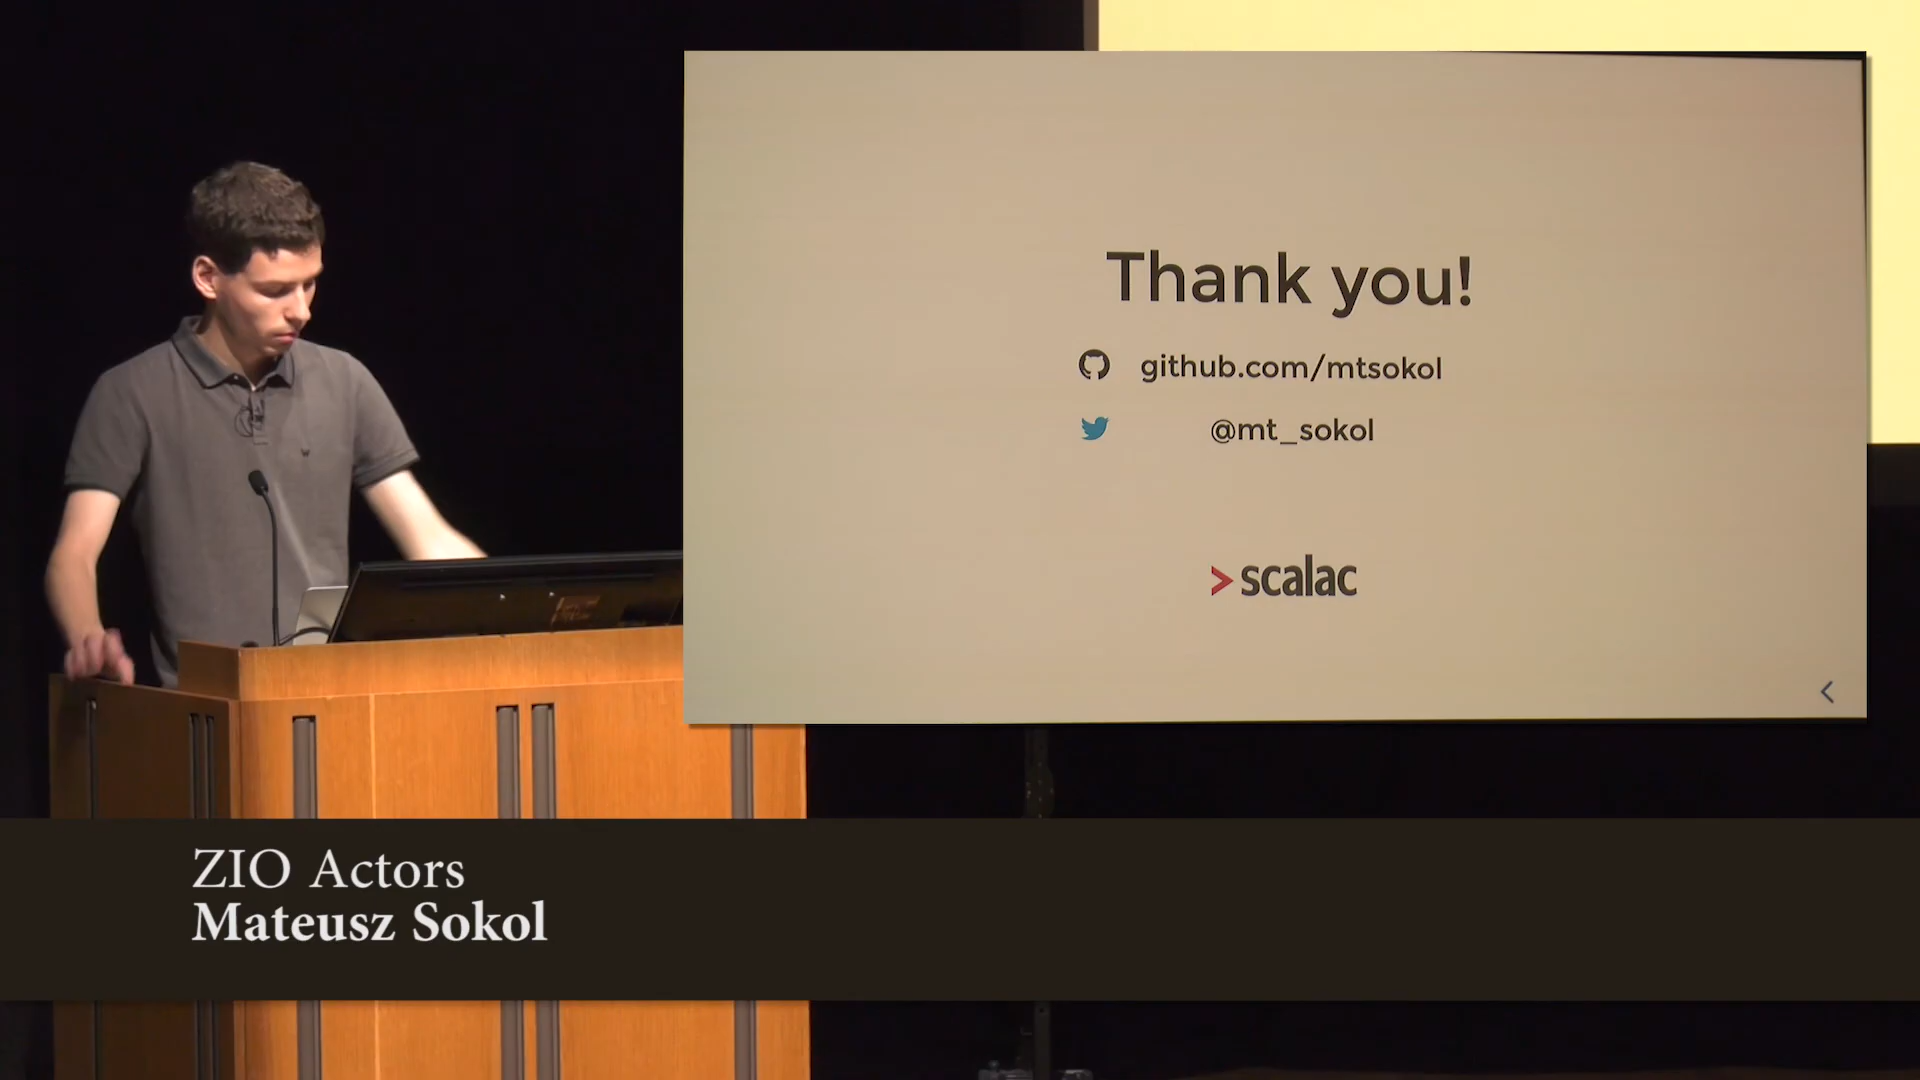 Thank you!
github.com/mtsokol
@mt_sokol
scalac
ZIO Actors
Mateusz Sokol